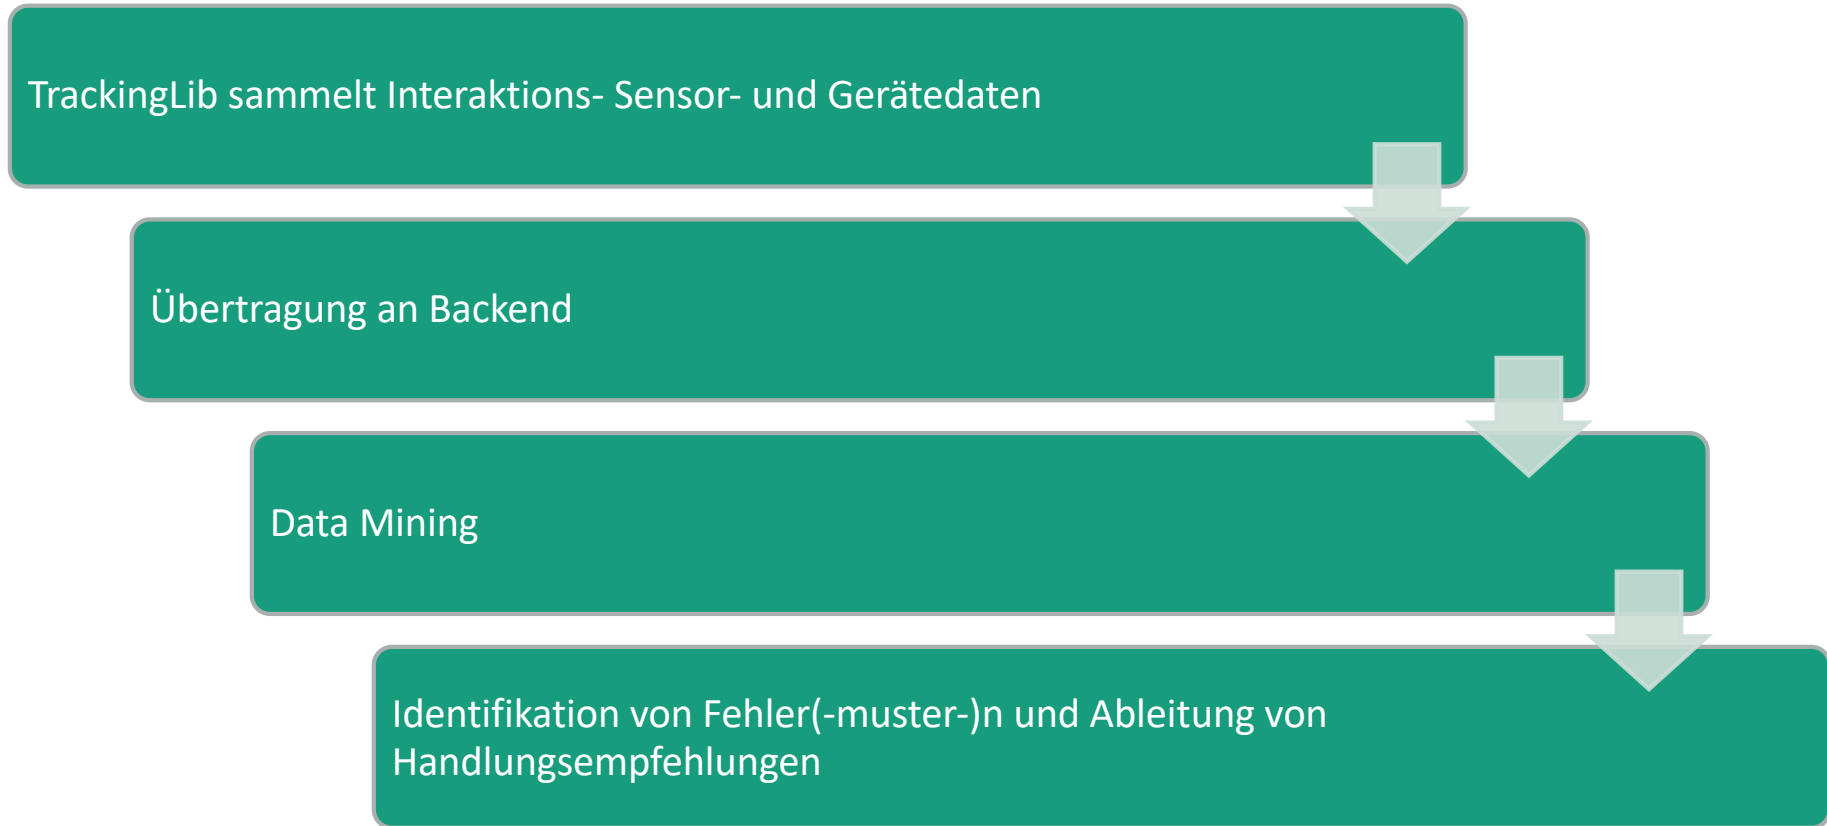 TrackingLib sammelt Interaktions- Sensor- und Gerätedaten
Übertragung an Backend
Data Mining
Identifikation von Fehler(-muster-)n und Ableitung von
Handlungsempfehlungen